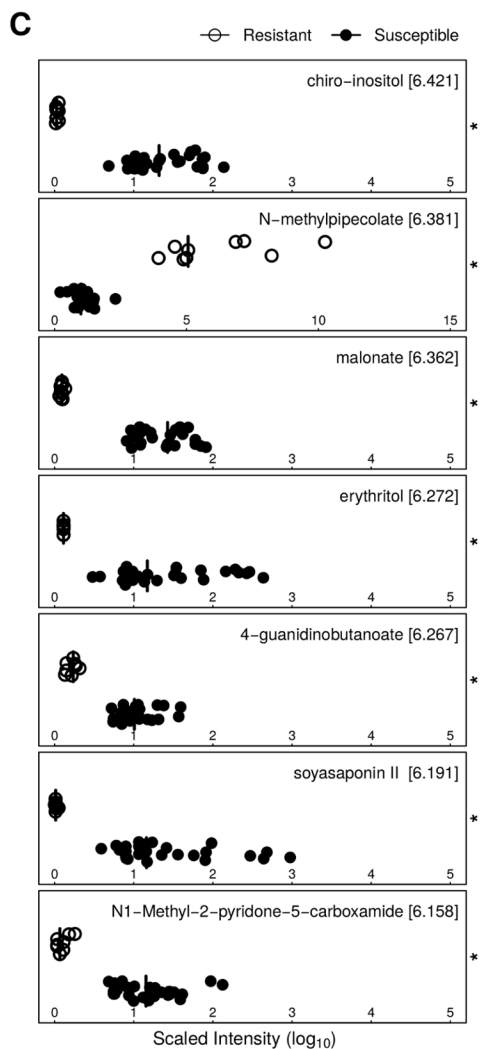 C
Resistant Susceptible
chiro−inositol [6.421]
*
0 1 2 3 4 5
N−methylpipecolate [6.381]
*
0 5 10 15
malonate [6.362]
*
0 1 2 3 4 5
erythritol [6.272]
*
0 1 2 3 4 5
4−guanidinobutanoate [6.267]
*
0 1 2 3 4 5
soyasaponin II [6.191]
*
0 1 2 3 4 5
N1−Methyl−2−pyridone−5−carboxamide [6.158]
*
0 1 2 3 4 5
Scaled Intensity (log₁₀)